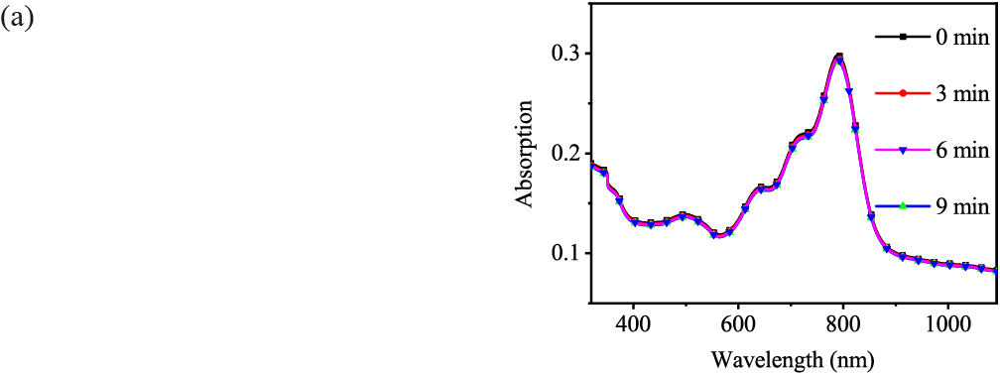 (a)
0 min
3 min
6 min
9 min
0.3
0.2
0.1
Absorption
400 600 800 1000
Wavelength (nm)